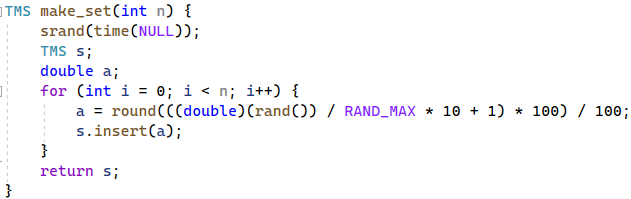 TMS make_set(int n) {
    srand(time(NULL));
    TMS s;
    double a;
    for (int i = 0; i < n; i++) {
        a = round(((double)(rand()) / RAND_MAX * 10 + 1) * 100) / 100;
        s.insert(a);
    }
    return s;
}